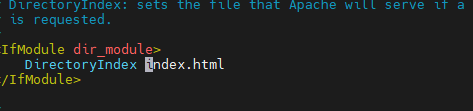 DirectoryIndex: sets the file that Apache will serve if a
is requested.
<IfModule dir_module>
DirectoryIndex index.html
</IfModule>